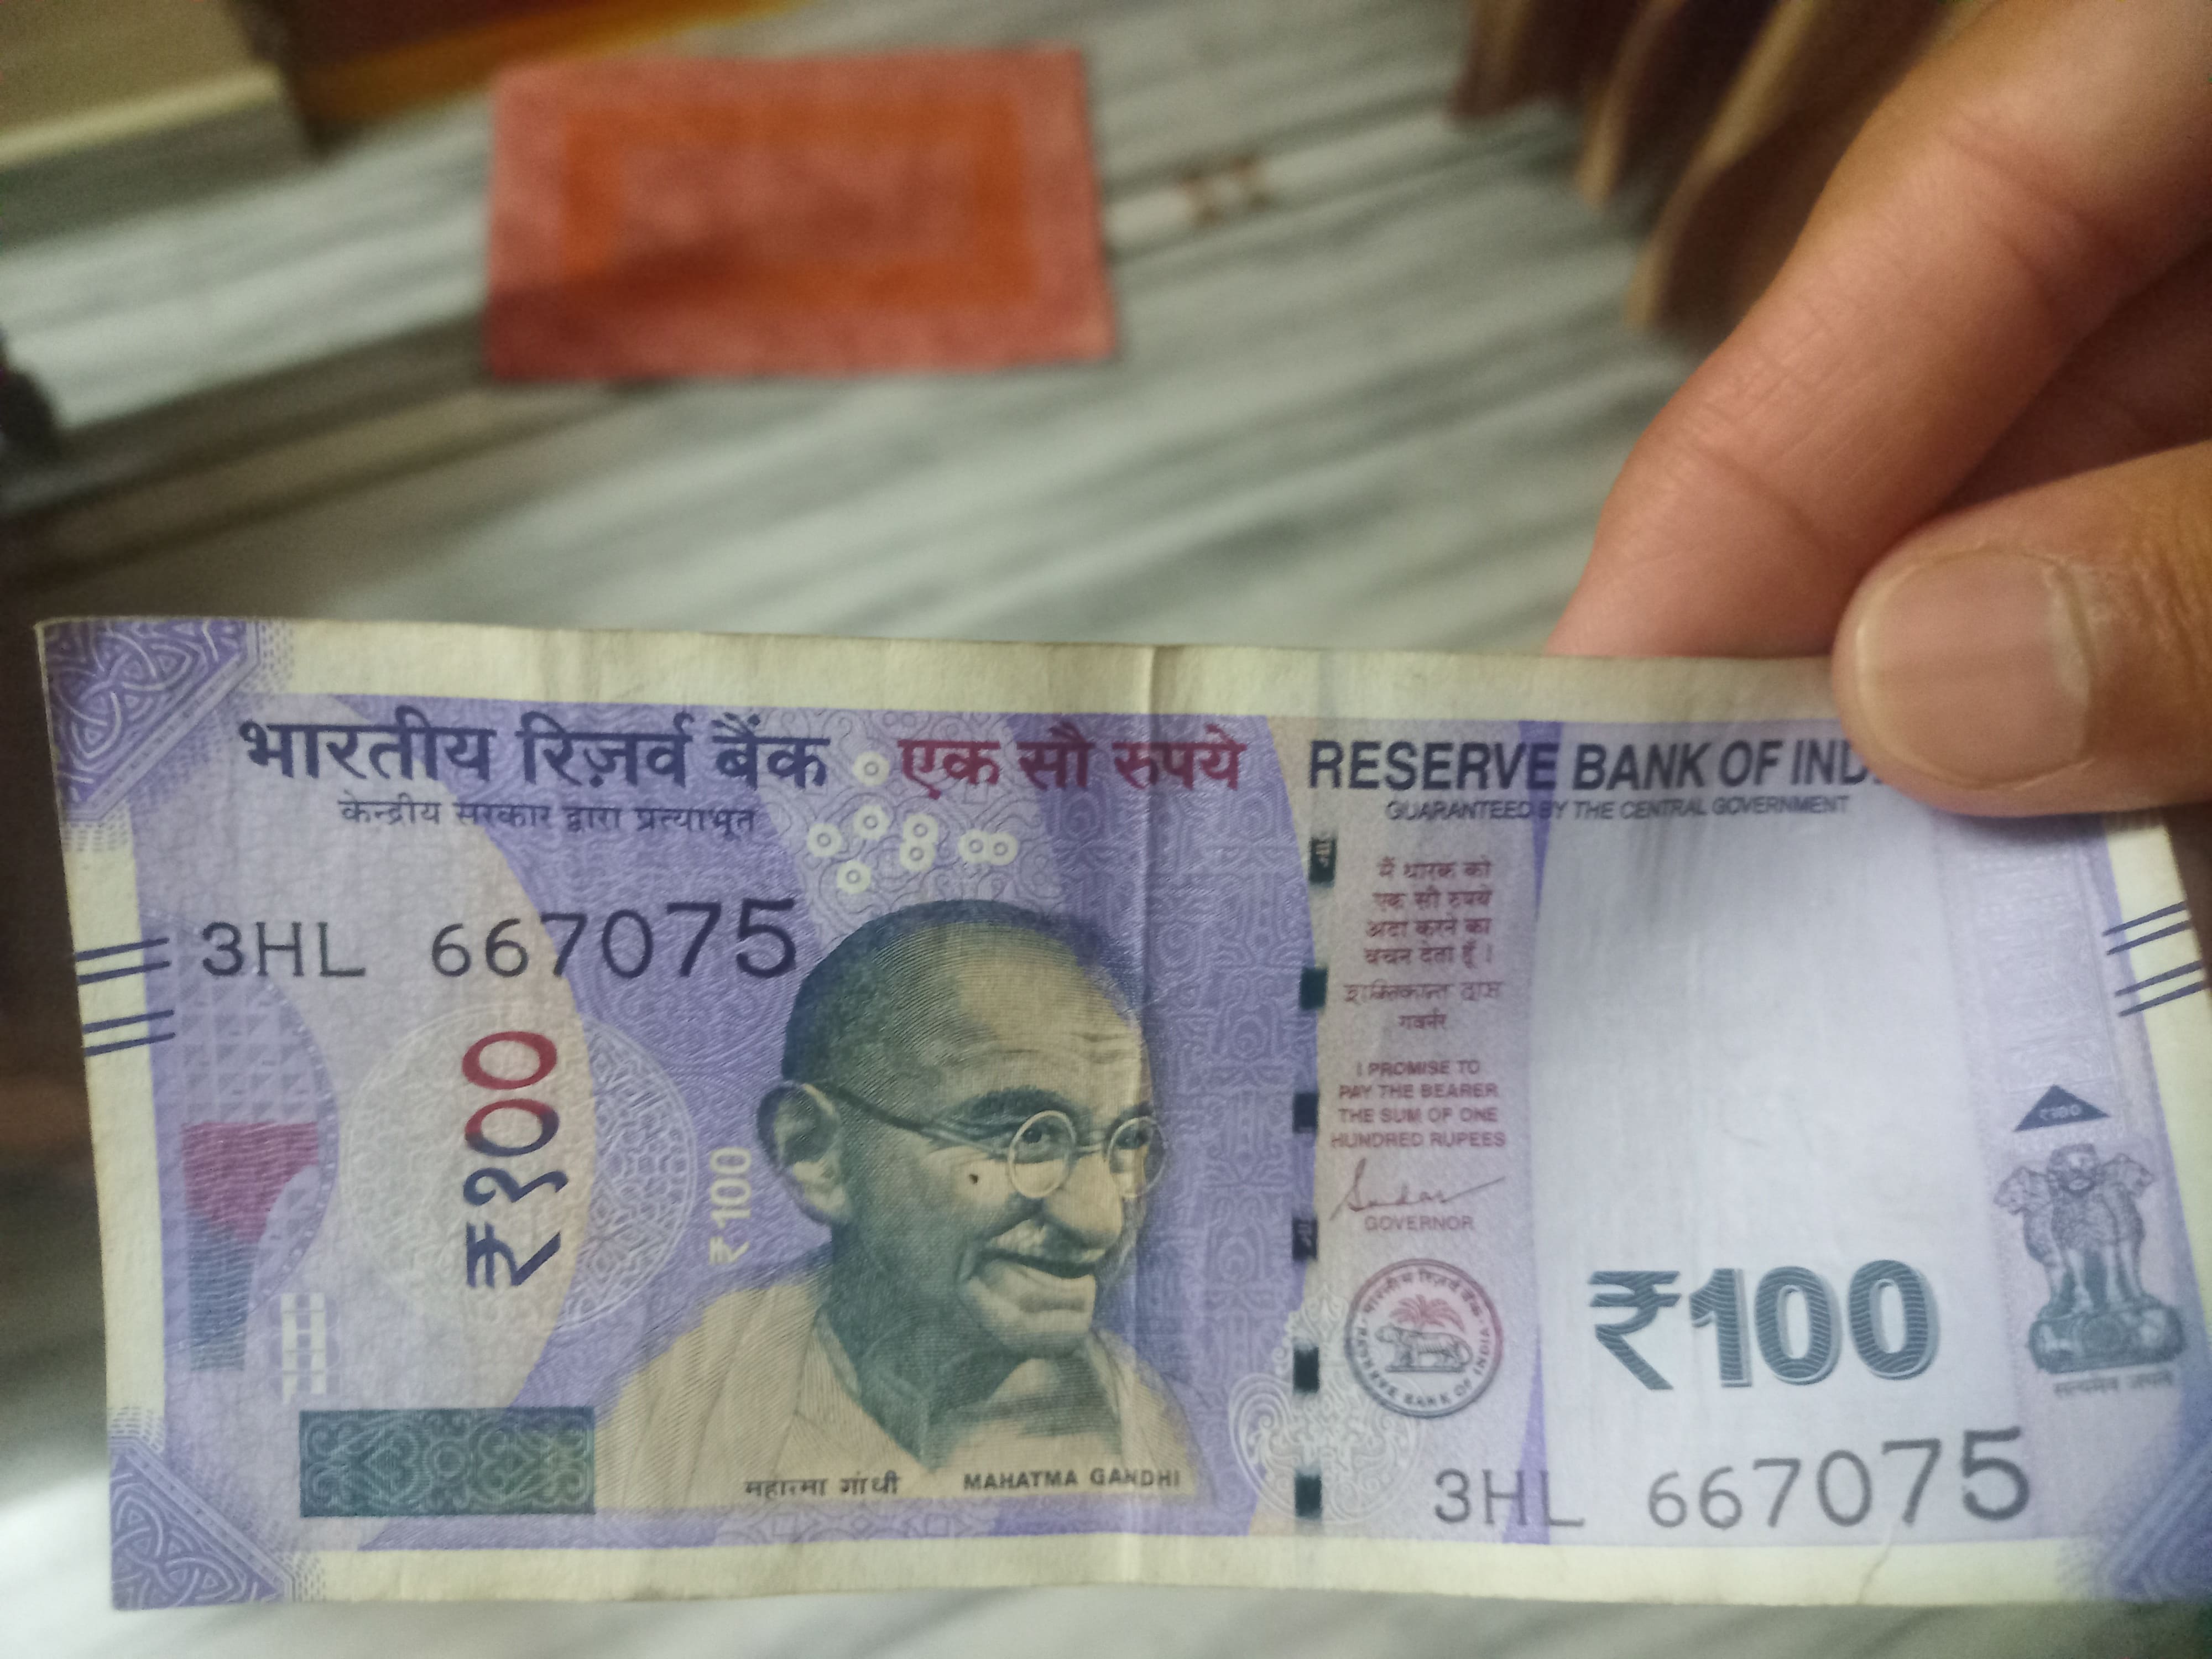 भारतीय रिज़र्व बैंक एक सौ रुपये RESERVE BANK OF IND
केन्द्रीय सरकार द्वारा प्रत्याभूत GUARANTEED BY THE CENTRAL GOVERNMENT
3HL 667075
₹१००
₹100
महात्मा गांधी MAHATMA GANDHI
मैं धारक को
एक सौ रुपये
अदा करने का
वचन देता हूँ।
शक्तिकान्त दास
गवर्नर
I PROMISE TO
PAY THE BEARER
THE SUM OF ONE
HUNDRED RUPEES
GOVERNOR
भारतीय रिज़र्व बैंक
RESERVE BANK OF INDIA
₹100
₹100
सत्यमेव जयते
3HL 667075